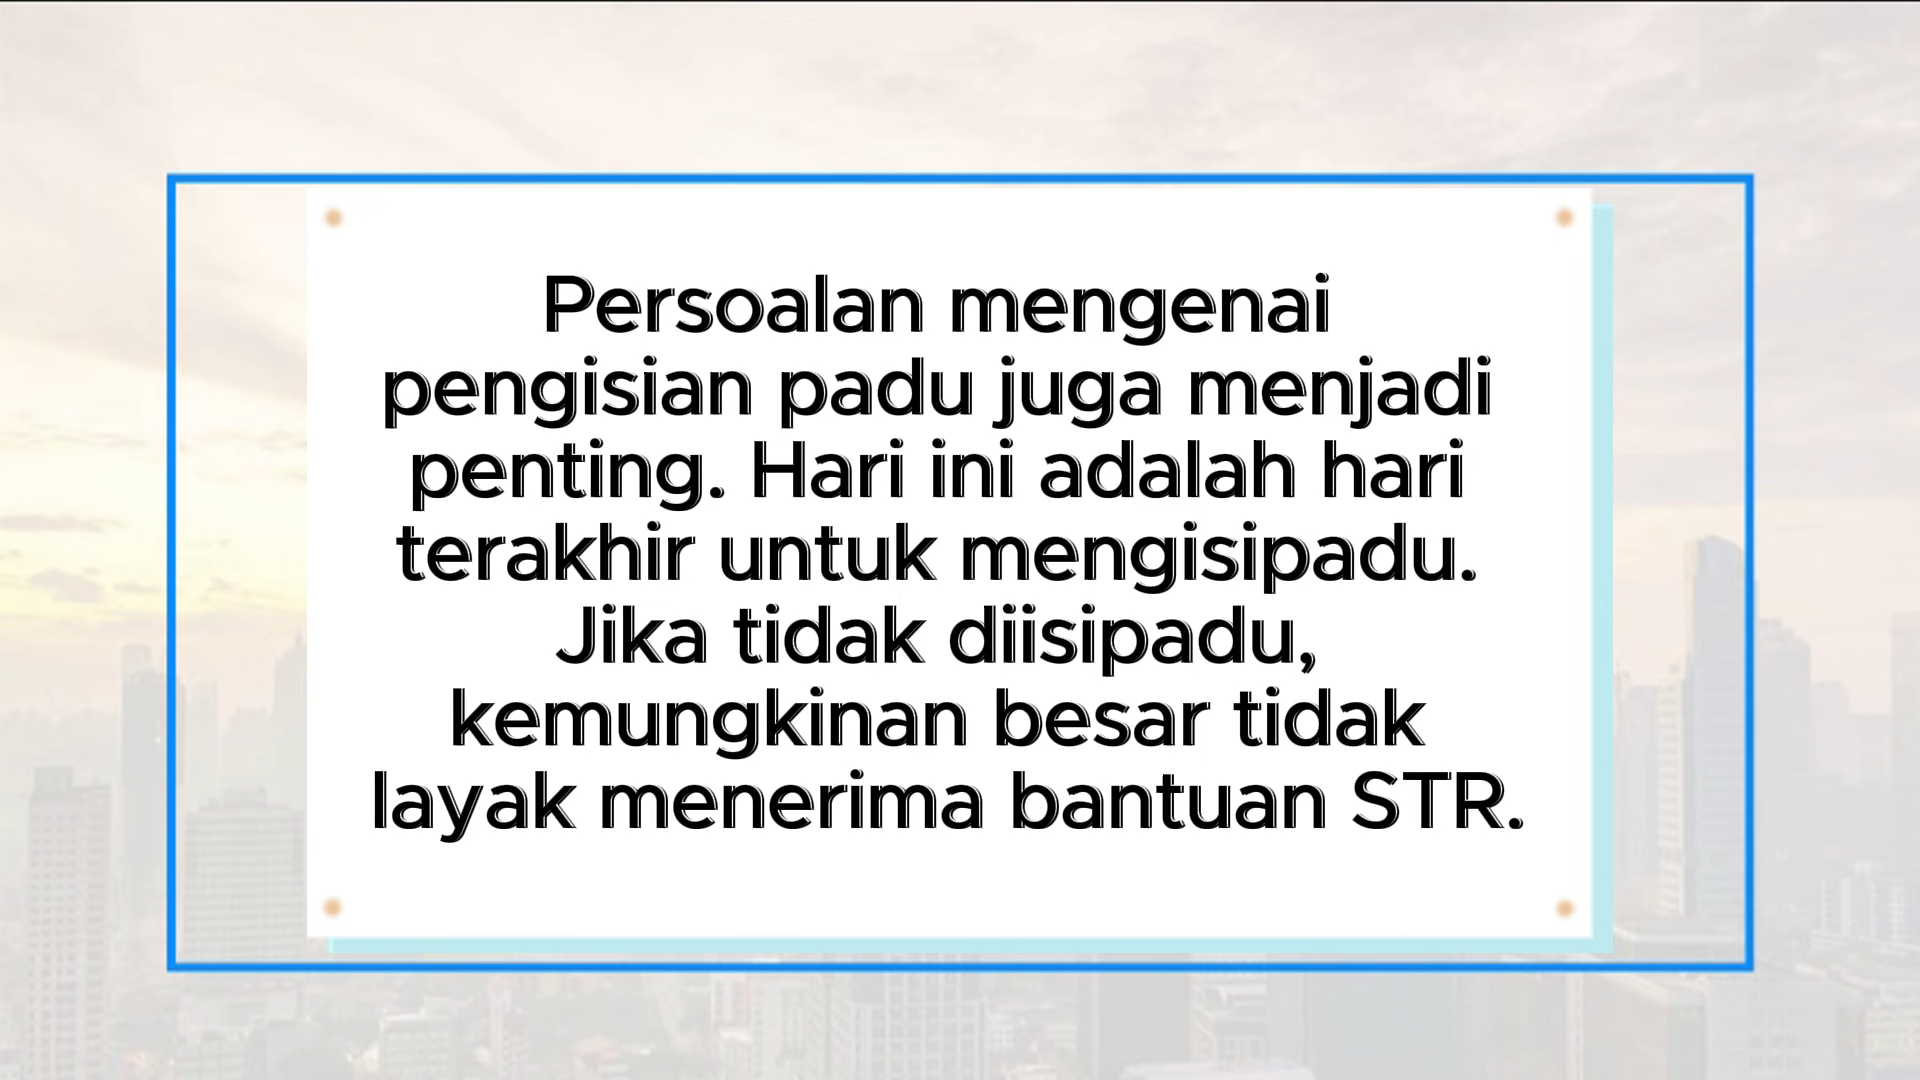 Persoalan mengenai
pengisian padu juga menjadi
penting. Hari ini adalah hari
terakhir untuk mengisipadu.
Jika tidak diisipadu,
kemungkinan besar tidak
layak menerima bantuan STR.